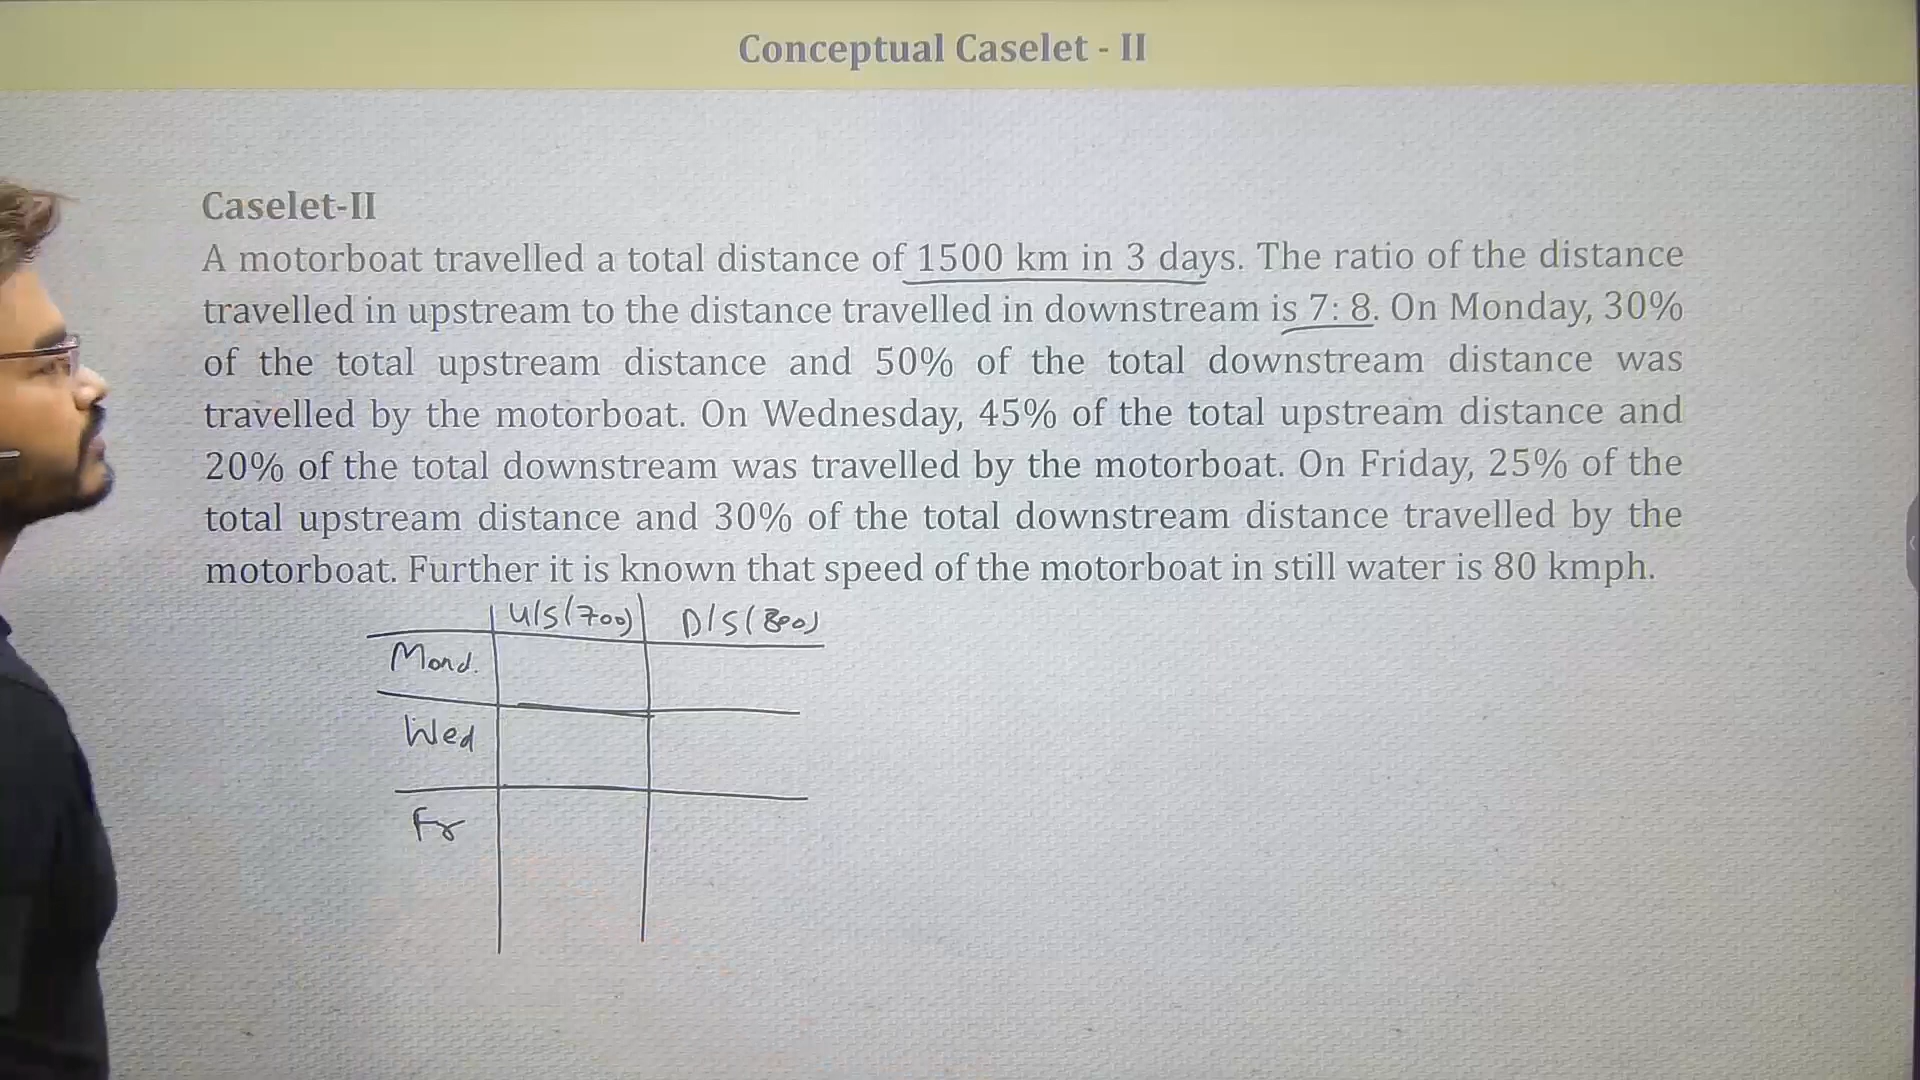 Conceptual Caselet - II
Caselet-II
A motorboat travelled a total distance of 1500 km in 3 days. The ratio of the distance
travelled in upstream to the distance travelled in downstream is 7: 8. On Monday, 30%
of the total upstream distance and 50% of the total downstream distance was
travelled by the motorboat. On Wednesday, 45% of the total upstream distance and
20% of the total downstream was travelled by the motorboat. On Friday, 25% of the
total upstream distance and 30% of the total downstream distance travelled by the
motorboat. Further it is known that speed of the motorboat in still water is 80 kmph.
U/S(700) D/S(800)
Mond.
Wed
Fr